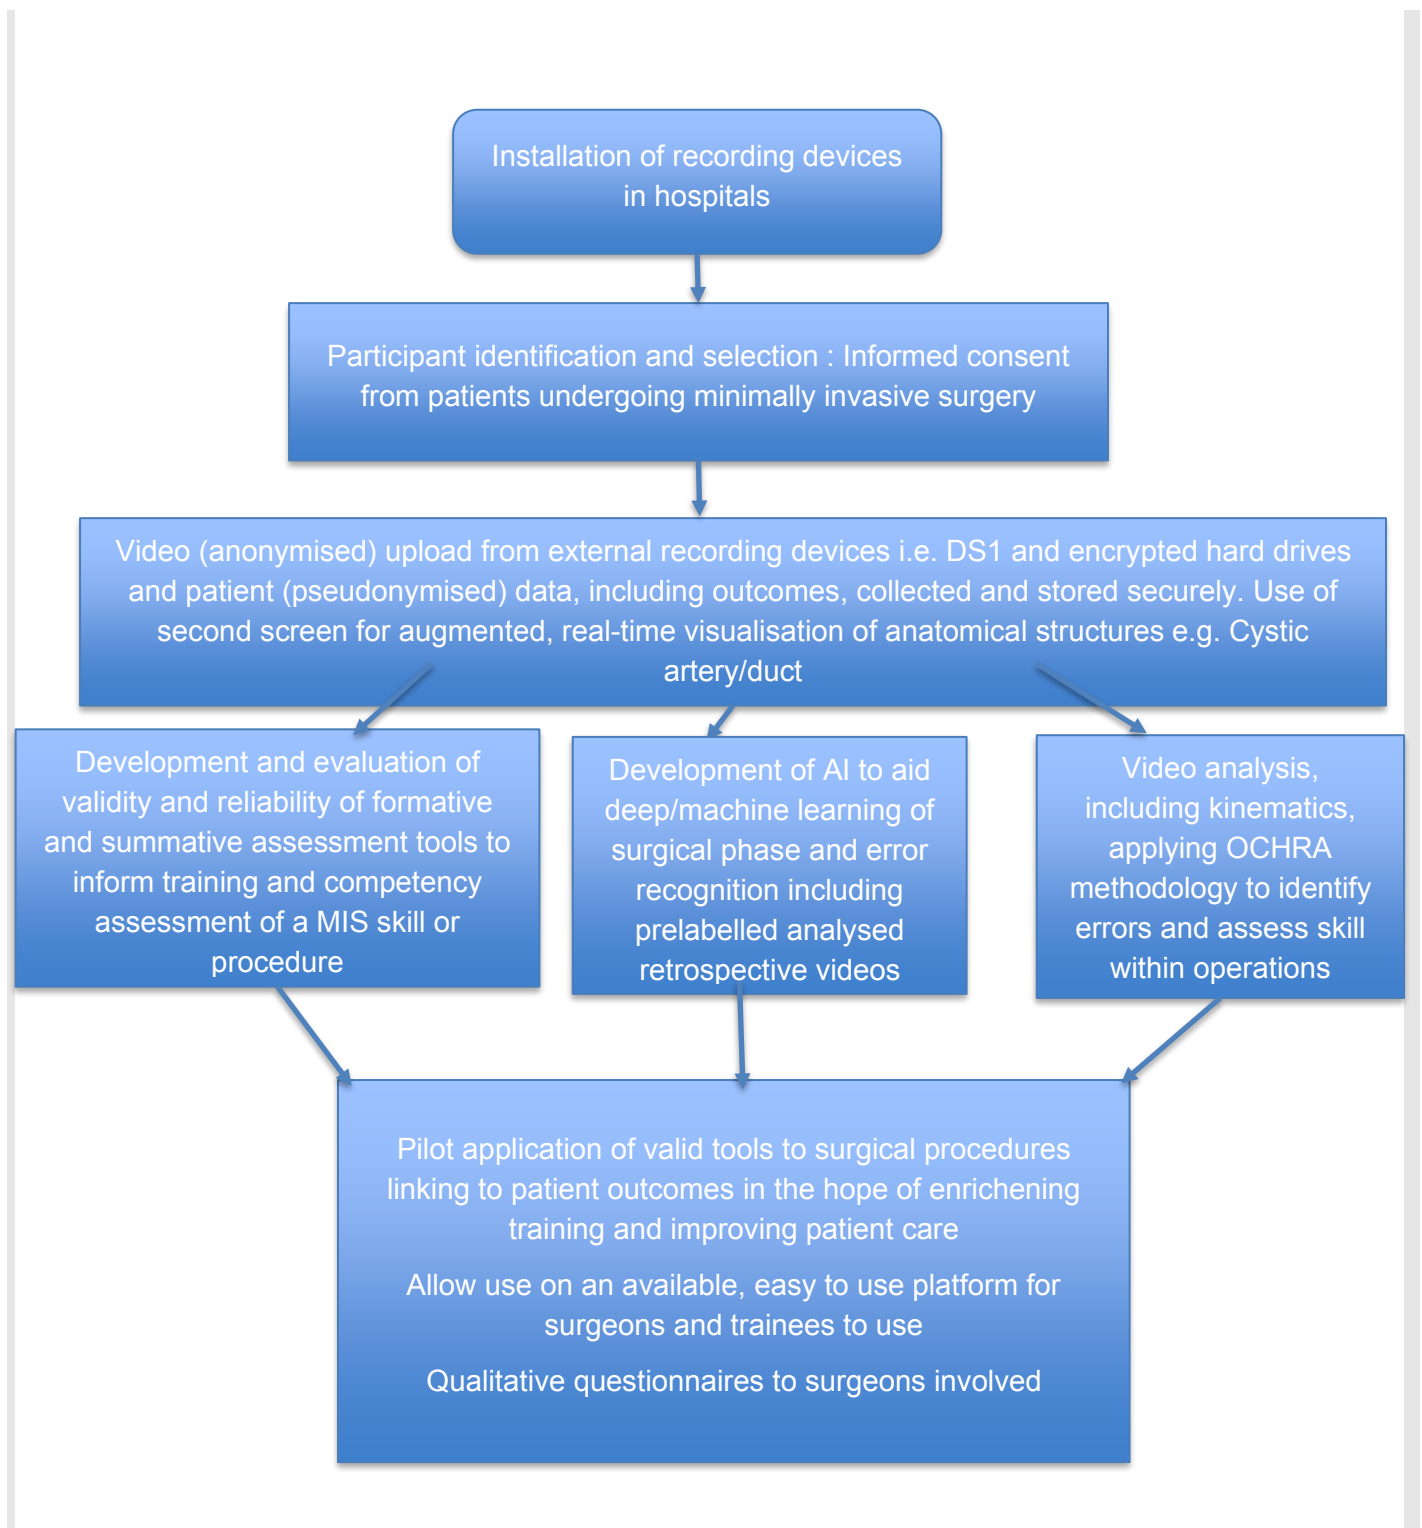 Installation of recording devices
in hospitals
Participant identification and selection : Informed consent
from patients undergoing minimally invasive surgery
Video (anonymised) upload from external recording devices i.e. DS1 and encrypted hard drives
and patient (pseudonymised) data, including outcomes, collected and stored securely. Use of
second screen for augmented, real-time visualisation of anatomical structures e.g. Cystic
artery/duct
Development and evaluation of
validity and reliability of formative
and summative assessment tools to
inform training and competency
assessment of a MIS skill or
procedure
Development of AI to aid
deep/machine learning of
surgical phase and error
recognition including
prelabelled analysed
retrospective videos
Video analysis,
including kinematics,
applying OCHRA
methodology to identify
errors and assess skill
within operations
Pilot application of valid tools to surgical procedures
linking to patient outcomes in the hope of enrichening
training and improving patient care
Allow use on an available, easy to use platform for
surgeons and trainees to use
Qualitative questionnaires to surgeons involved